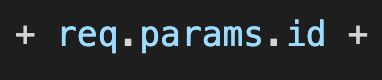 + req.params.id +